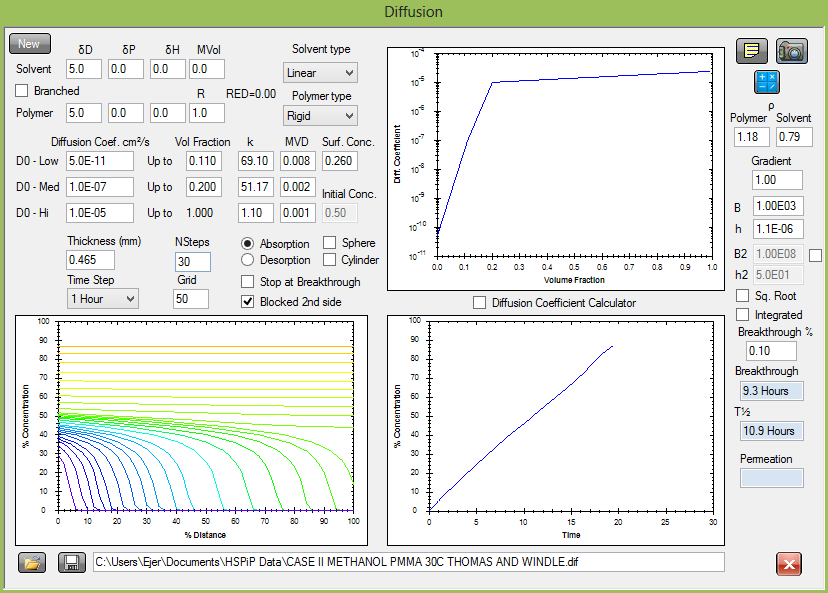 Diffusion
New
δD δP δH MVol
Solvent 5.0 0.0 0.0 0.0
Branched
R RED=0.00
Polymer 5.0 0.0 0.0 1.0
Solvent type
Linear
Polymer type
Rigid
Diffusion Coef. cm²/s Vol Fraction k MVD Surf. Conc.
D0 - Low 5.0E-11 Up to 0.110 69.10 0.008 0.260
D0 - Med 1.0E-07 Up to 0.200 51.17 0.002
Initial Conc.
D0 - Hi 1.0E-05 Up to 1.000 1.10 0.001 0.50
Thickness (mm)
0.465
Time Step
1 Hour
NSteps
30
Grid
50
Absorption
Desorption
Sphere
Cylinder
Stop at Breakthrough
Blocked 2nd side
10⁻⁴
10⁻⁵
10⁻⁶
10⁻⁷
10⁻⁸
10⁻⁹
10⁻¹⁰
10⁻¹¹
Diff. Coefficient
0.0 0.1 0.2 0.3 0.4 0.5 0.6 0.7 0.8 0.9 1.0
Volume Fraction
Diffusion Coefficient Calculator
ρ
Polymer Solvent
1.18 0.79
Gradient
1.00
B 1.00E03
h 1.1E-06
B2 1.00E08
h2 5.0E01
Sq. Root
Integrated
Breakthrough %
0.10
Breakthrough
9.3 Hours
T½
10.9 Hours
Permeation
100
90
80
70
60
50
40
30
20
10
0
% Concentration
0 10 20 30 40 50 60 70 80 90 100
% Distance
100
90
80
70
60
50
40
30
20
10
0
% Concentration
0 5 10 15 20 25 30
Time
C:\Users\Ejer\Documents\HSPiP Data\CASE II METHANOL PMMA 30C THOMAS AND WINDLE.dif